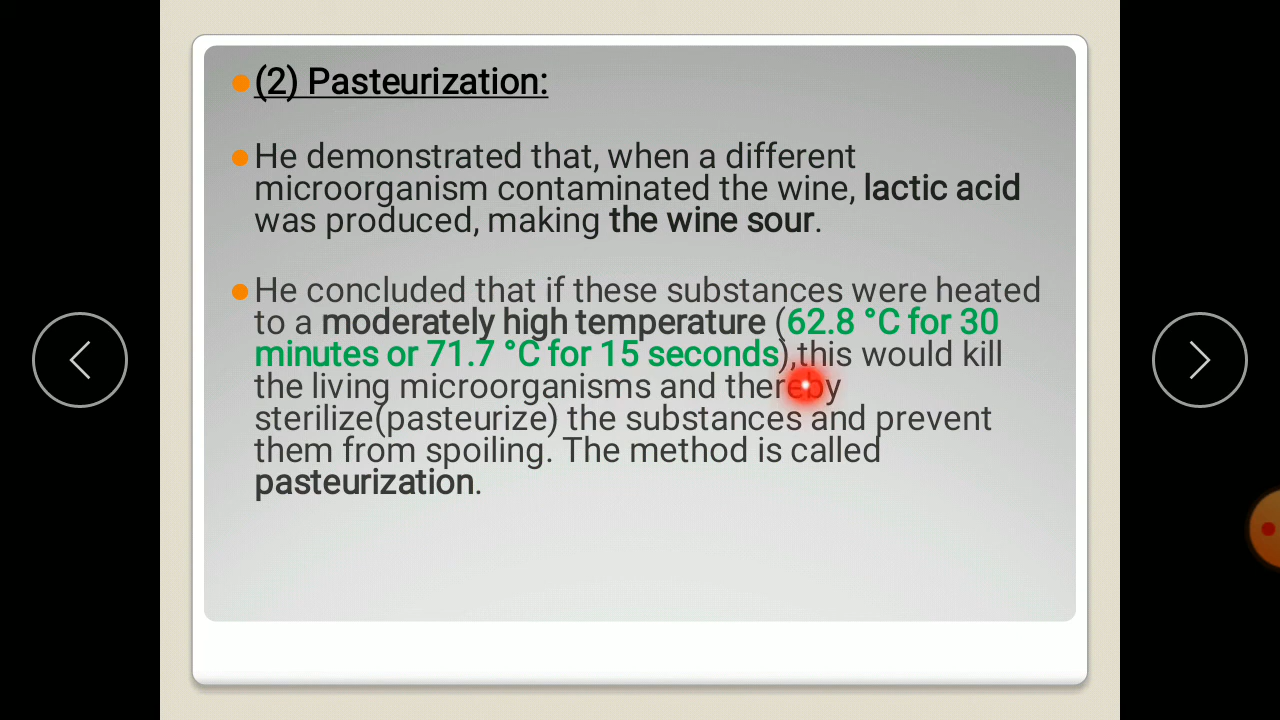 (2) Pasteurization:
He demonstrated that, when a different
microorganism contaminated the wine, lactic acid
was produced, making the wine sour.
He concluded that if these substances were heated
to a moderately high temperature (62.8 °C for 30
minutes or 71.7 °C for 15 seconds),this would kill
the living microorganisms and thereby
sterilize(pasteurize) the substances and prevent
them from spoiling. The method is called
pasteurization.